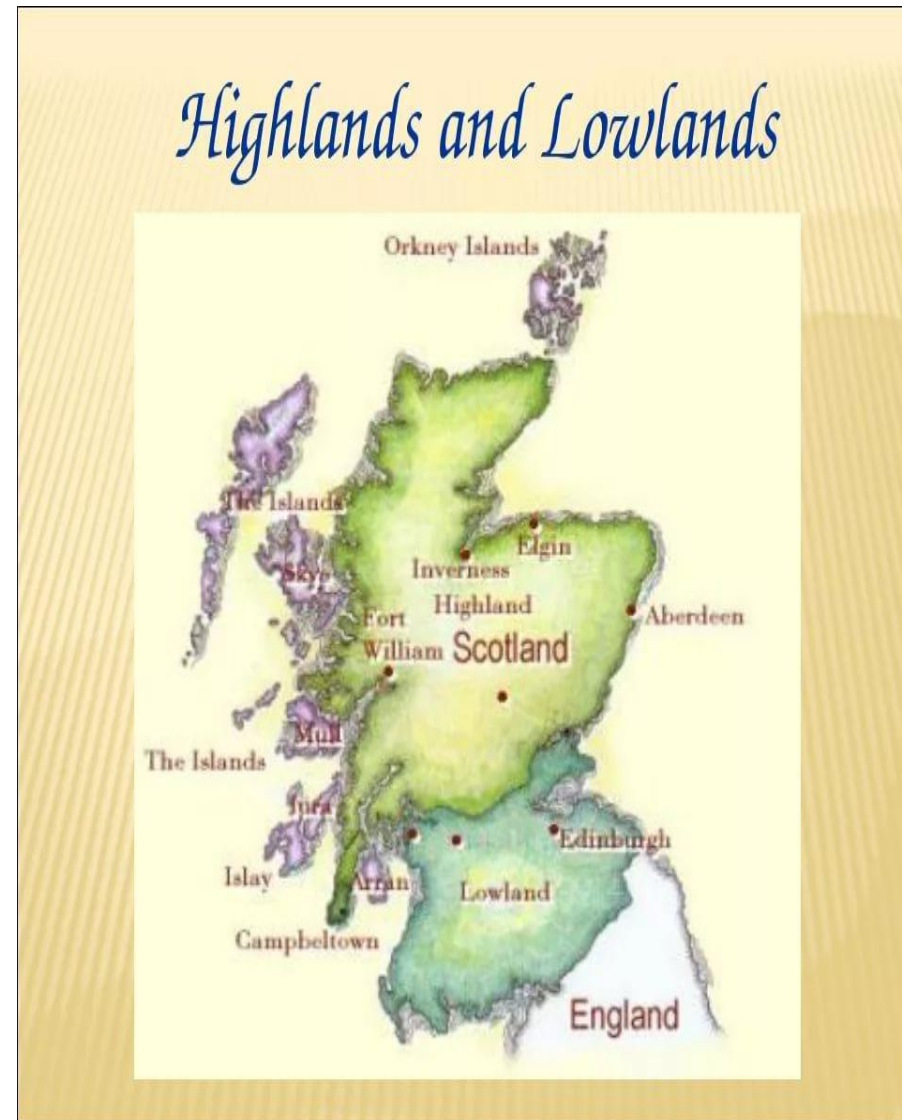 Highlands and Lowlands
Orkney Islands
The Islands
Skye
Elgin
Inverness
Highland
Fort
William
Scotland
Aberdeen
Mull
The Islands
Jura
Edinburgh
Islay
Arran
Lowland
Campbeltown
England